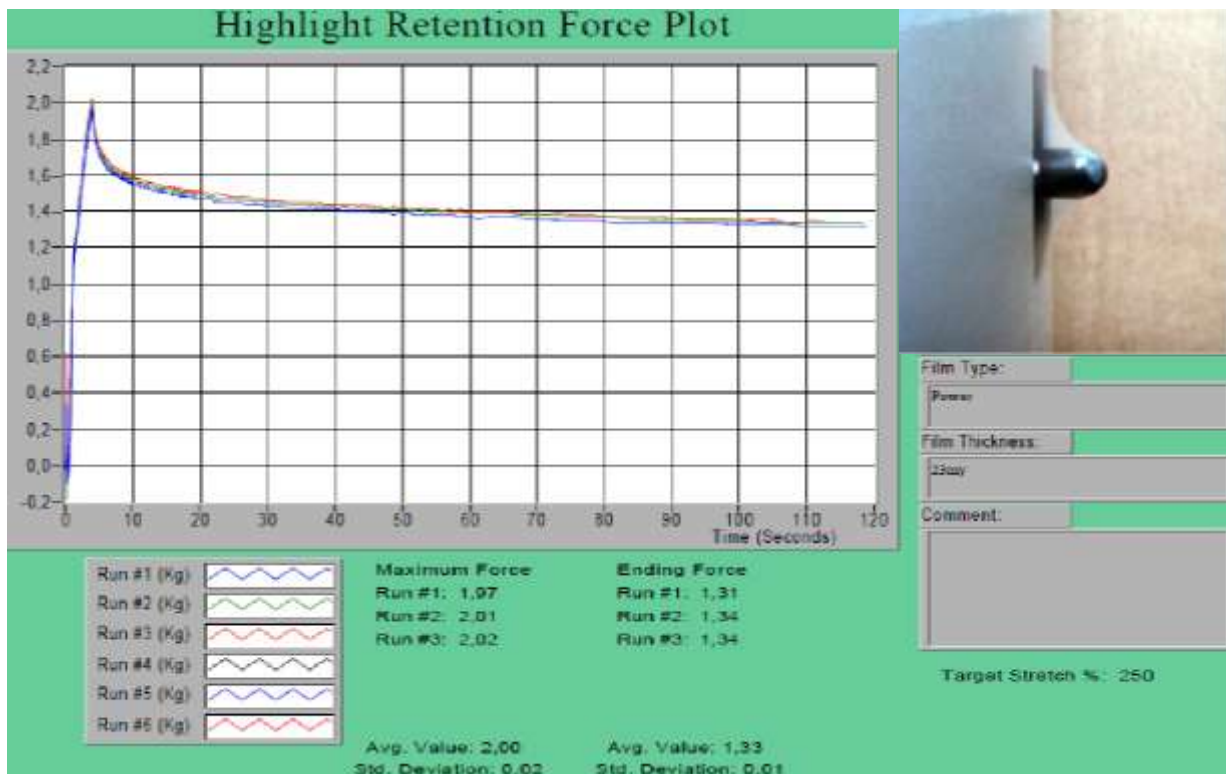 Highlight Retention Force Plot
2,2
2,0
1,8
1,6
1,4
1,2
1,0
0,8
0,6
0,4
0,2
0,0
-0,2
0 10 20 30 40 50 60 70 80 90 100 110 120
Time (Seconds)
Film Type:
Power
Film Thickness:
23my
Comment:
Target Stretch %: 250
Run #1 (Kg)
Run #2 (Kg)
Run #3 (Kg)
Run #4 (Kg)
Run #5 (Kg)
Run #6 (Kg)
Maximum Force
Run #1: 1,97
Run #2: 2,01
Run #3: 2,02
Avg. Value: 2,00
Std. Deviation: 0,02
Ending Force
Run #1: 1,31
Run #2: 1,34
Run #3: 1,34
Avg. Value: 1,33
Std. Deviation: 0,01